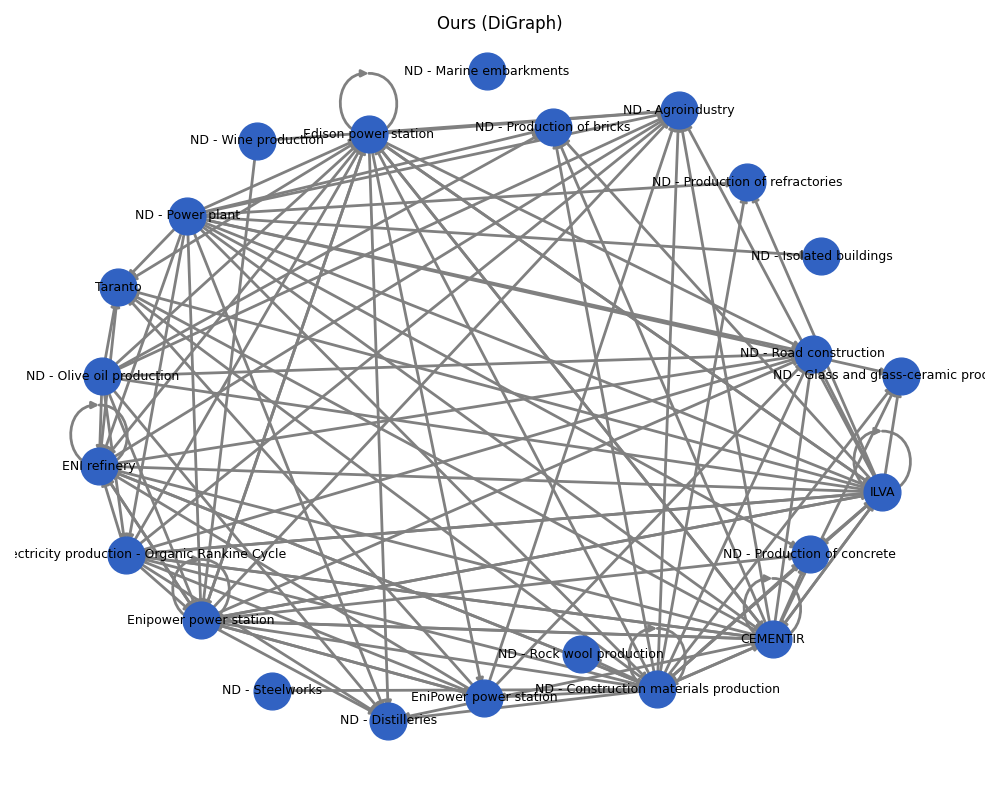 Ours (DiGraph)
ND - Marine embarkments
ND - Agroindustry
ND - Production of bricks
Edison power station
ND - Wine production
ND - Production of refractories
ND - Power plant
ND - Isolated buildings
Taranto
ND - Road construction
ND - Glass and glass-ceramic prod
ND - Olive oil production
ENI refinery
ILVA
ectricity production - Organic Rankine Cycle
ND - Production of concrete
Enipower power station
CEMENTIR
ND - Rock wool production
ND - Steelworks
ND - Construction materials production
EniPower power station
ND - Distilleries